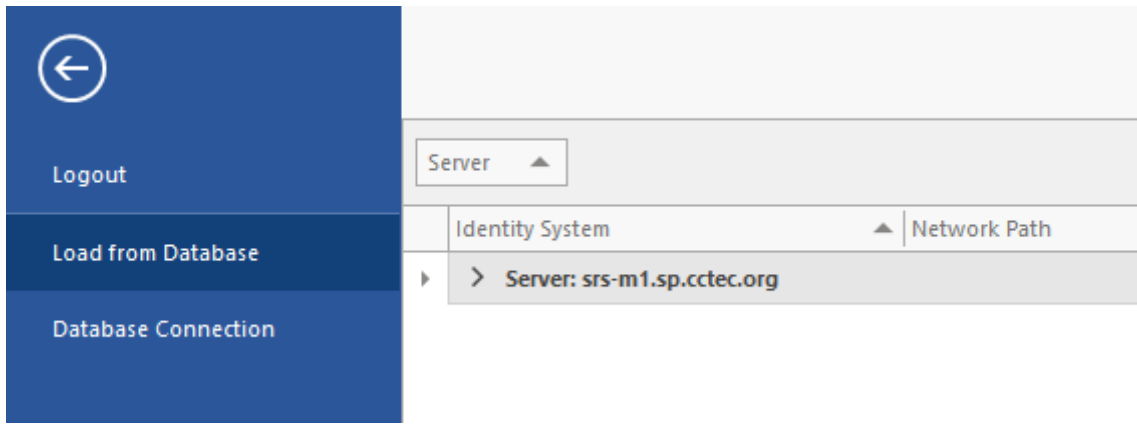 Logout
Load from Database
Database Connection
Server
Identity System
Network Path
Server: srs-m1.sp.cctec.org